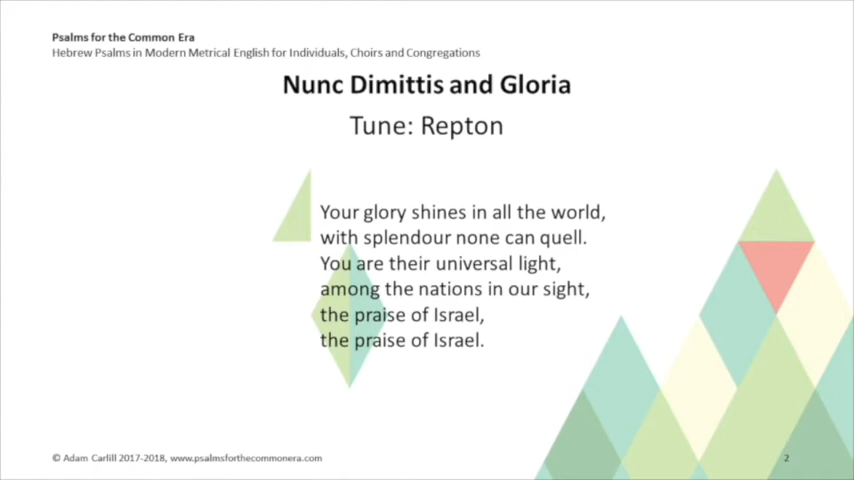 Psalms for the Common Era
Hebrew Psalms in Modern Metrical English for Individuals, Choirs and Congregations
Nunc Dimittis and Gloria
Tune: Repton
Your glory shines in all the world,
with splendour none can quell.
You are their universal light,
among the nations in our sight,
the praise of Israel,
the praise of Israel.
© Adam Carlill 2017-2018, www.psalmsforthecommonera.com
2